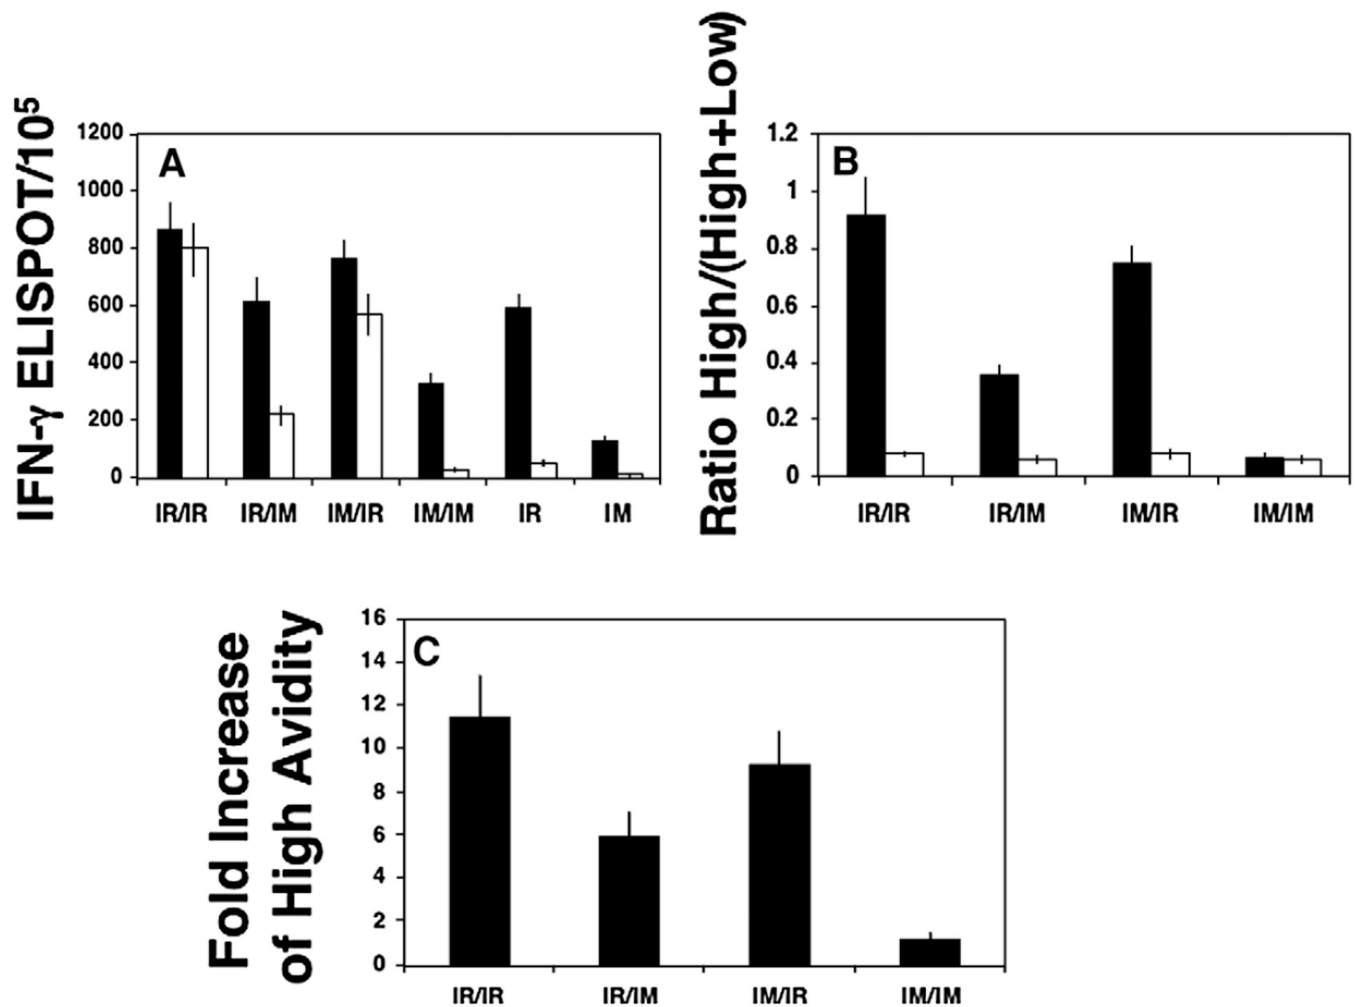 IFN-γ ELISPOT/10⁵
1200
1000
800
600
400
200
0
A
IR/IR IR/IM IM/IR IM/IM IR IM
Ratio High/(High+Low)
1.2
1
0.8
0.6
0.4
0.2
0
B
IR/IR IR/IM IM/IR IM/IM
Fold Increase
of High Avidity
16
14
12
10
8
6
4
2
0
C
IR/IR IR/IM IM/IR IM/IM